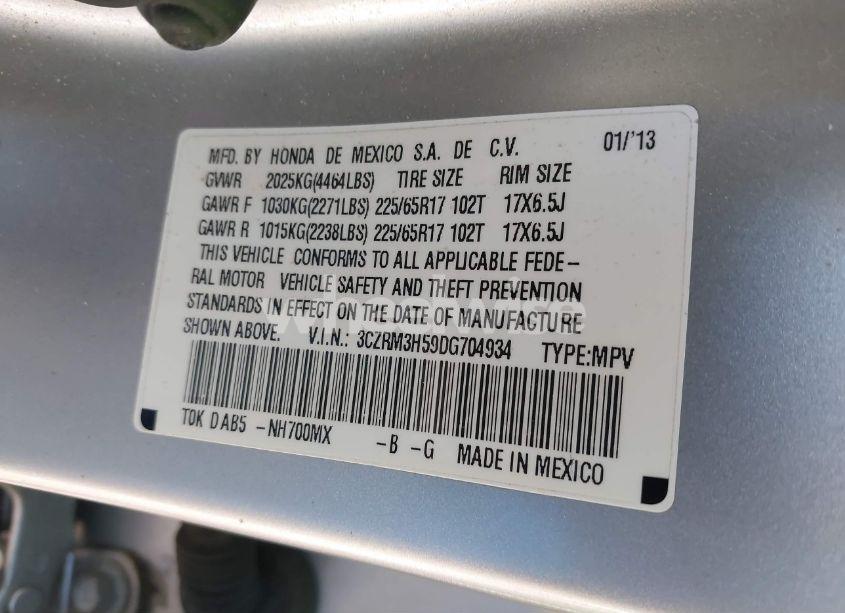 MFD. BY HONDA DE MEXICO S.A. DE C.V. 01/'13
GVWR 2025KG(4464LBS) TIRE SIZE RIM SIZE
GAWR F 1030KG(2271LBS) 225/65R17 102T 17X6.5J
GAWR R 1015KG(2238LBS) 225/65R17 102T 17X6.5J
THIS VEHICLE CONFORMS TO ALL APPLICABLE FEDE-
RAL MOTOR VEHICLE SAFETY AND THEFT PREVENTION
STANDARDS IN EFFECT ON THE DATE OF MANUFACTURE
SHOWN ABOVE. V.I.N.: 3CZRM3H59DG704934 TYPE:MPV
T0K D AB5 -NH700MX -B -G MADE IN MEXICO